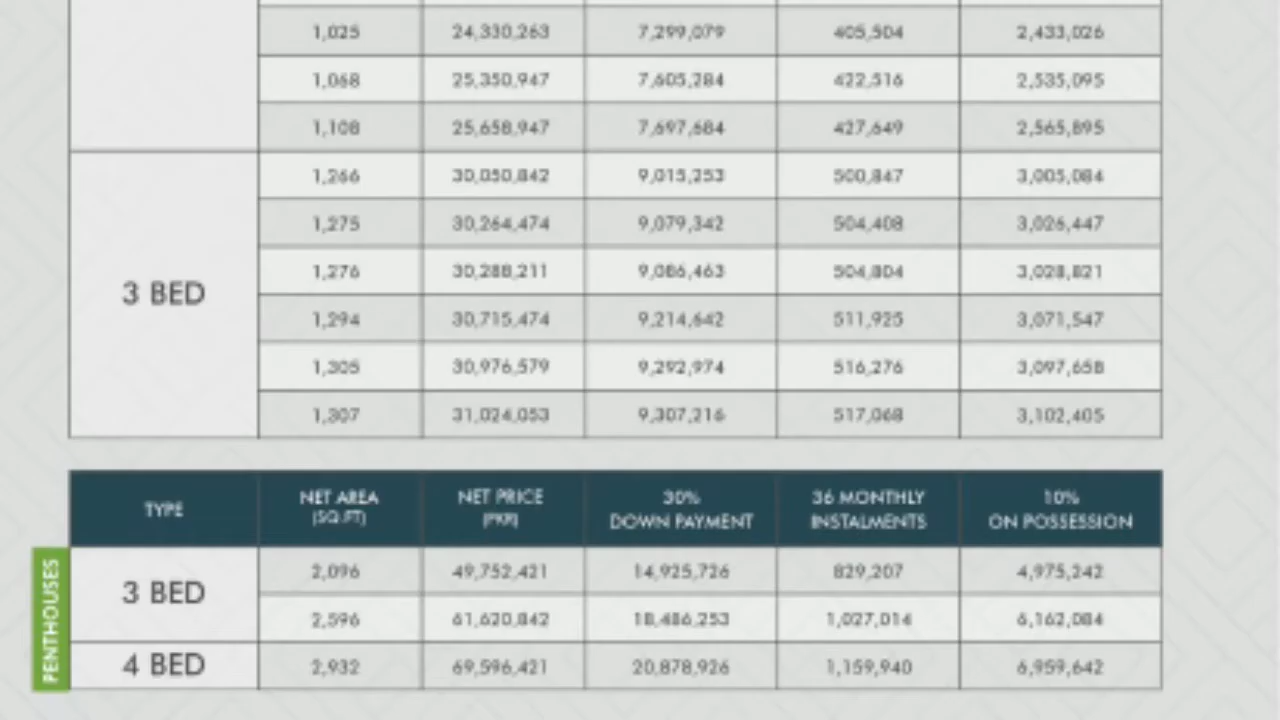 1,025 24,330,263 7,299,079 405,504 2,433,026
1,068 25,350,947 7,605,284 422,516 2,535,095
1,108 25,658,947 7,697,684 427,649 2,565,895
3 BED
1,266 30,050,842 9,015,253 500,847 3,005,084
1,275 30,264,474 9,079,342 504,408 3,026,447
1,276 30,288,211 9,086,463 504,804 3,028,821
1,294 30,715,474 9,214,642 511,925 3,071,547
1,305 30,976,579 9,292,974 516,276 3,097,658
1,307 31,024,053 9,307,216 517,068 3,102,405
TYPE
NET AREA
(SQ.FT)
NET PRICE
(PKR)
30%
DOWN PAYMENT
36 MONTHLY
INSTALMENTS
10%
ON POSSESSION
PENTHOUSES
3 BED
2,096 49,752,421 14,925,726 829,207 4,975,242
2,596 61,620,842 18,486,253 1,027,014 6,162,084
4 BED 2,932 69,596,421 20,878,926 1,159,940 6,959,642